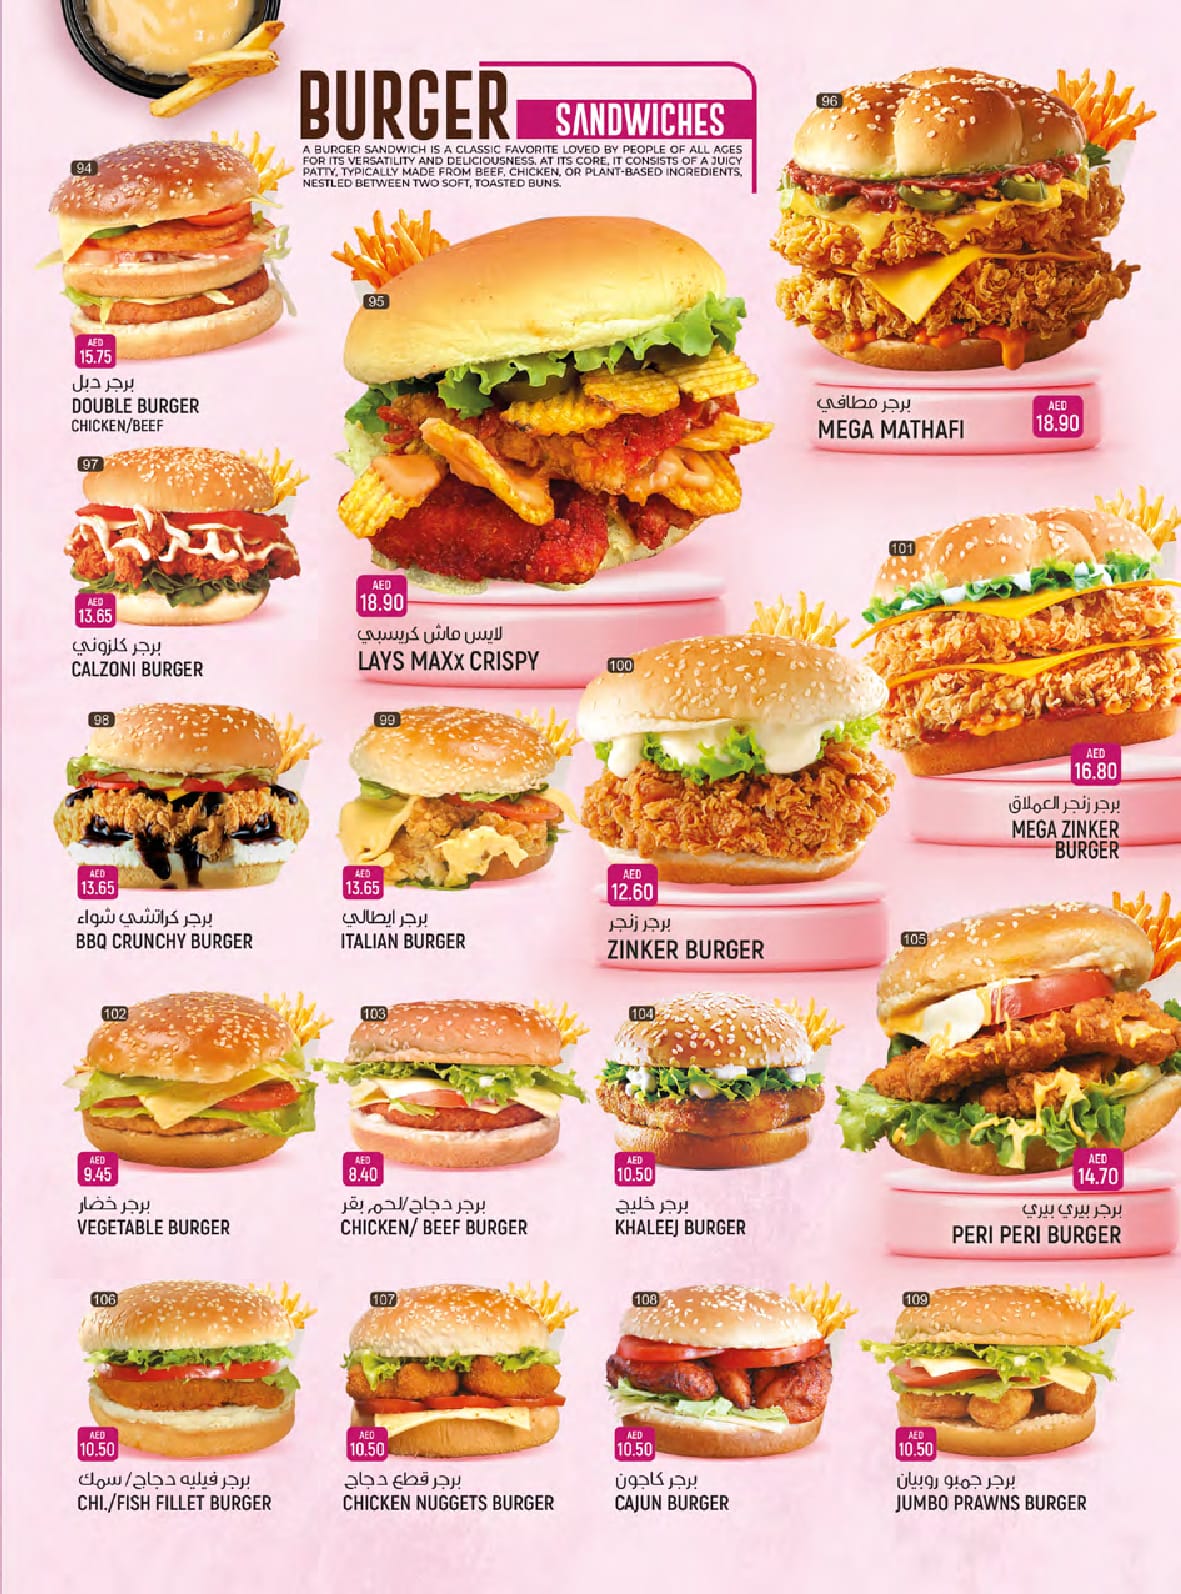 BURGER
SANDWICHES
A BURGER SANDWICH IS A CLASSIC FAVORITE LOVED BY PEOPLE OF ALL AGES
FOR ITS VERSATILITY AND DELICIOUSNESS. AT ITS CORE, IT CONSISTS OF A JUICY
PATTY, TYPICALLY MADE FROM BEEF, CHICKEN, OR PLANT-BASED INGREDIENTS,
NESTLED BETWEEN TWO SOFT, TOASTED BUNS.
94
AED
15.75
برجر دبل
DOUBLE BURGER
CHICKEN/BEEF
95
AED
18.90
لايس ماش كريسبي
LAYS MAXx CRISPY
96
برجر مطافي
MEGA MATHAFI
AED
18.90
97
AED
13.65
برجر كلزوني
CALZONI BURGER
98
AED
13.65
برجر كراتشي شواء
BBQ CRUNCHY BURGER
99
AED
13.65
برجر ايطالي
ITALIAN BURGER
100
AED
12.60
برجر زنجر
ZINKER BURGER
101
AED
16.80
برجر زنجر العملاق
MEGA ZINKER
BURGER
102
AED
9.45
برجر خضار
VEGETABLE BURGER
103
AED
8.40
برجر دجاج/لحم بقر
CHICKEN/ BEEF BURGER
104
AED
10.50
برجر خليج
KHALEEJ BURGER
105
AED
14.70
برجر بيري بيري
PERI PERI BURGER
106
AED
10.50
برجر فيليه دجاج/ سمك
CHI./FISH FILLET BURGER
107
AED
10.50
برجر قطع دجاج
CHICKEN NUGGETS BURGER
108
AED
10.50
برجر كاجون
CAJUN BURGER
109
AED
10.50
برجر جمبو روبيان
JUMBO PRAWNS BURGER